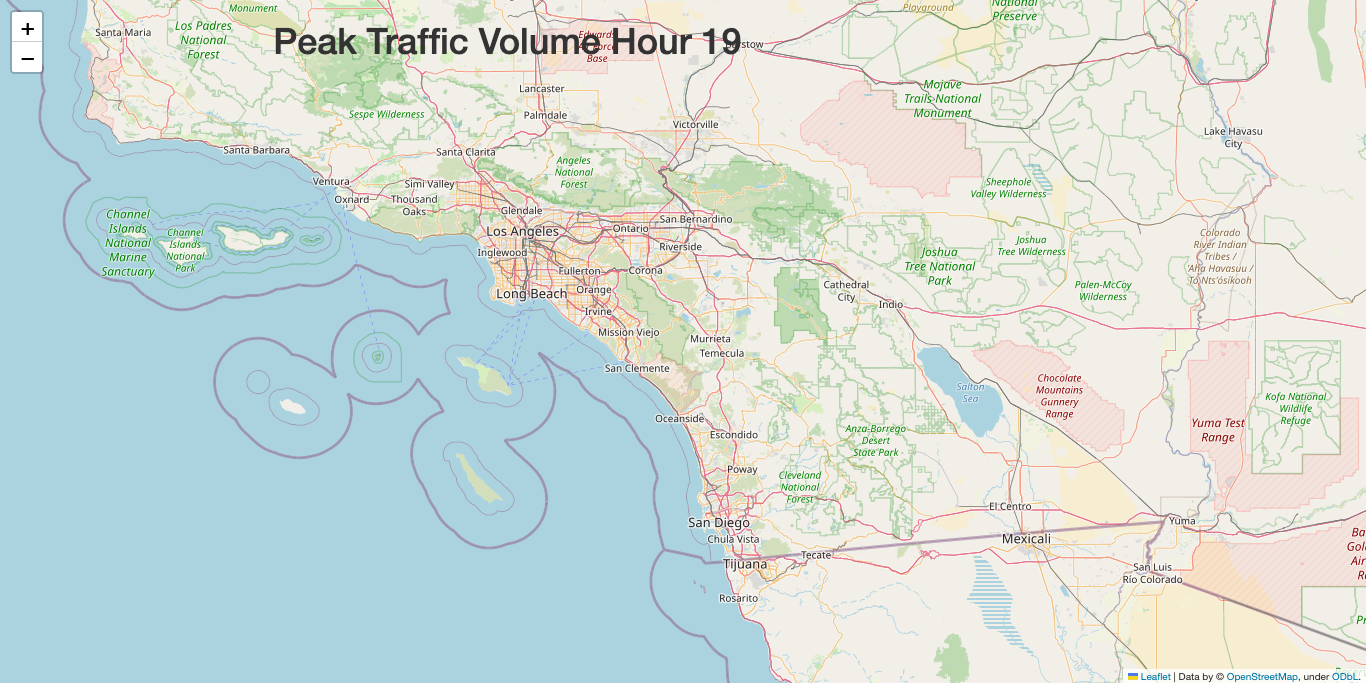 +
−
Peak Traffic Volume Hour 19
Monument
Playground
National
Preserve
Santa Maria
Los Padres
National
Forest
Edwards
Air Force
Base
Lancaster
Palmdale
Sespe Wilderness
Victorville
Mojave
Trails National
Monument
Lake Havasu
City
Santa Barbara
Santa Clarita
Angeles
National
Forest
Ventura
Oxnard
Simi Valley
Thousand
Oaks
Glendale
Los Angeles
Inglewood
Ontario
San Bernardino
Riverside
Sheephole
Valley Wilderness
Channel
Islands
National
Marine
Sanctuary
Channel
Islands
National
Park
Fullerton
Corona
Long Beach
Orange
Irvine
Mission Viejo
Cathedral
City
Indio
Joshua
Tree National
Park
Joshua
Tree Wilderness
Palen-McCoy
Wilderness
Colorado
River Indian
Tribes /
'Aha Havasuu /
To'Nts'ósikooh
Murrieta
Temecula
San Clemente
Salton
Sea
Chocolate
Mountains
Gunnery
Range
Kofa National
Wildlife
Refuge
Yuma Test
Range
Oceanside
Escondido
Anza-Borrego
Desert
State Park
Poway
Cleveland
National
Forest
San Diego
Chula Vista
El Centro
Yuma
Tijuana
Tecate
Mexicali
San Luis
Río Colorado
Rosarito
Leaflet | Data by © OpenStreetMap, under ODbL.